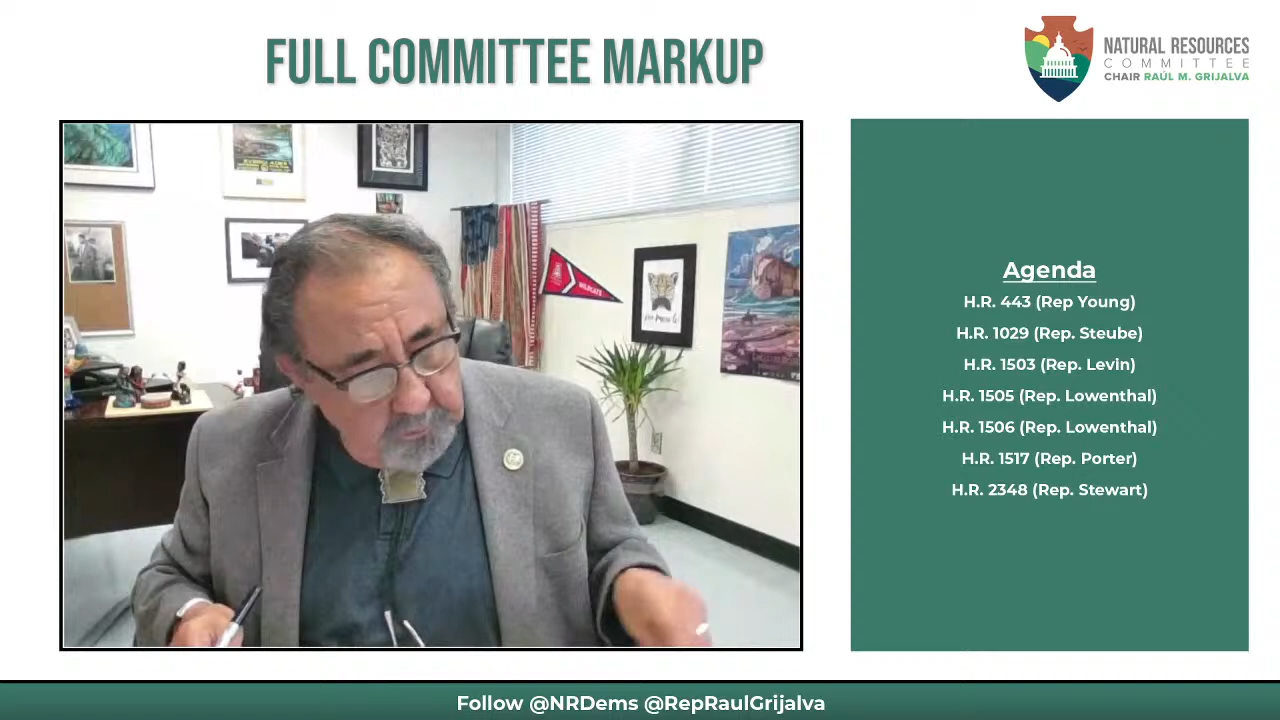 FULL COMMITTEE MARKUP
NATURAL RESOURCES
COMMITTEE
CHAIR RAÚL M. GRIJALVA
WILDCATS
Agenda
H.R. 443 (Rep Young)
H.R. 1029 (Rep. Steube)
H.R. 1503 (Rep. Levin)
H.R. 1505 (Rep. Lowenthal)
H.R. 1506 (Rep. Lowenthal)
H.R. 1517 (Rep. Porter)
H.R. 2348 (Rep. Stewart)
Follow @NRDems @RepRaulGrijalva